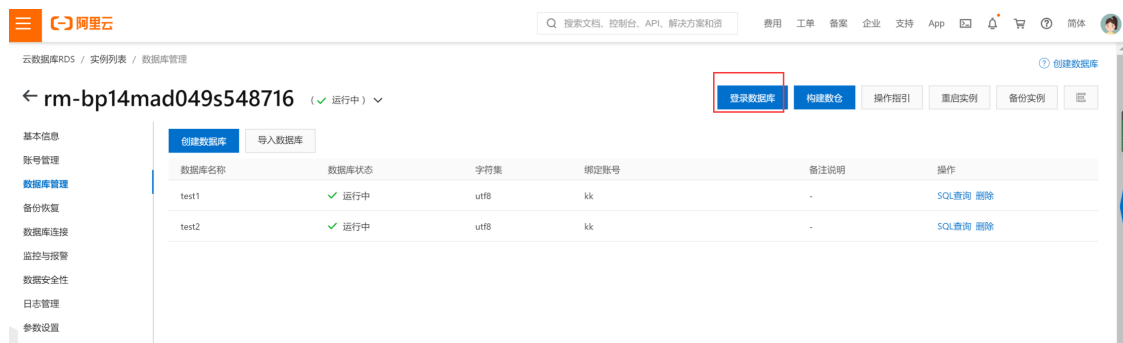 阿里云
搜索文档、控制台、API、解决方案和资
费用 工单 备案 企业 支持 App 简体
云数据库RDS / 实例列表 / 数据库管理
创建数据库
rm-bp14mad049s548716 (运行中)
登录数据库 构建数仓 操作指引 重启实例 备份实例
基本信息
账号管理
数据库管理
备份恢复
数据库连接
监控与报警
数据安全性
日志管理
参数设置
创建数据库 导入数据库
数据库名称 数据库状态 字符集 绑定账号 备注说明 操作
test1 运行中 utf8 kk - SQL查询 删除
test2 运行中 utf8 kk - SQL查询 删除